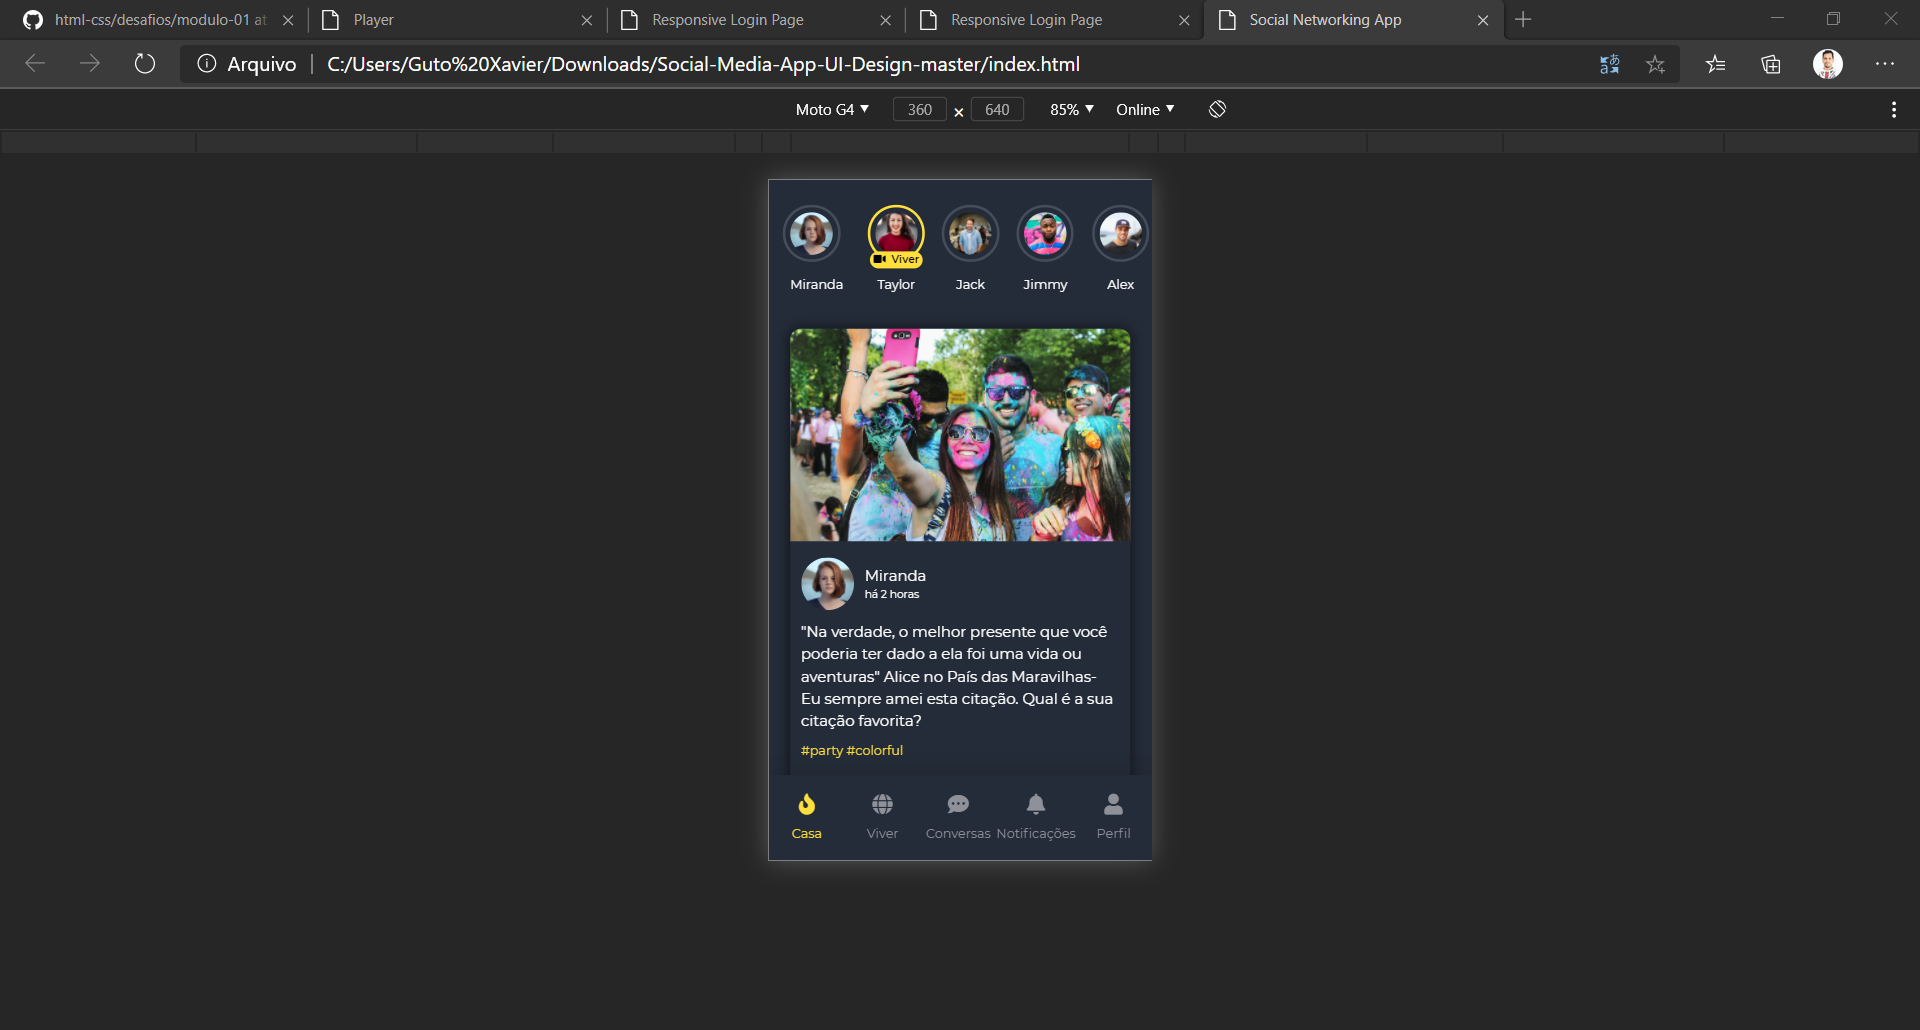 html-css/desafios/modulo-01 at
Player
Responsive Login Page
Responsive Login Page
Social Networking App
Arquivo
C:/Users/Guto%20Xavier/Downloads/Social-Media-App-UI-Design-master/index.html
Moto G4
360
×
640
85%
Online
Viver
Miranda
Taylor
Jack
Jimmy
Alex
Miranda
há 2 horas
"Na verdade, o melhor presente que você
poderia ter dado a ela foi uma vida ou
aventuras" Alice no País das Maravilhas-
Eu sempre amei esta citação. Qual é a sua
citação favorita?
#party #colorful
Casa
Viver
Conversas
Notificações
Perfil